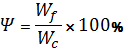 Ψ = W_f / W_c × 100%